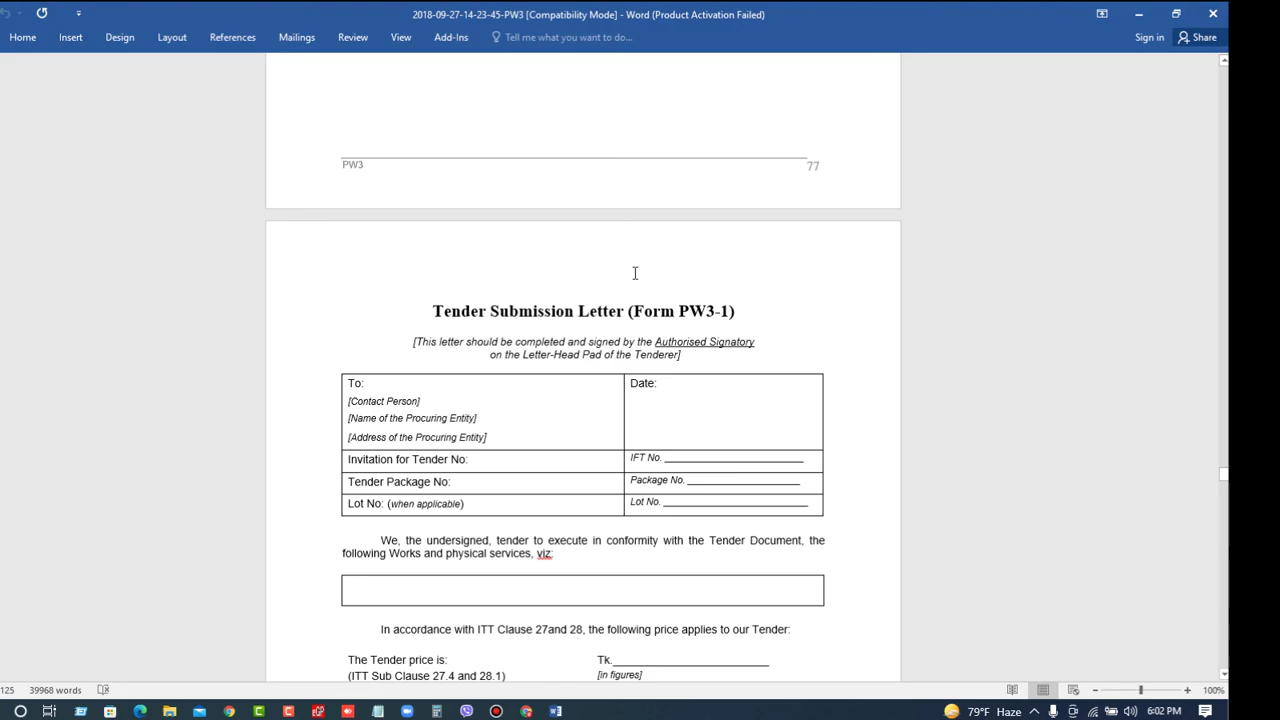 2018-09-27-14-23-45-PW3 [Compatibility Mode] - Word (Product Activation Failed)
Home Insert Design Layout References Mailings Review View Add-Ins Tell me what you want to do... Sign in Share
PW3 77
Tender Submission Letter (Form PW3-1)
[This letter should be completed and signed by the Authorised Signatory
on the Letter-Head Pad of the Tenderer]
To: Date:
[Contact Person]
[Name of the Procuring Entity]
[Address of the Procuring Entity]
Invitation for Tender No: IFT No.
Tender Package No: Package No.
Lot No: (when applicable) Lot No.
We, the undersigned, tender to execute in conformity with the Tender Document, the
following Works and physical services, viz:
In accordance with ITT Clause 27and 28, the following price applies to our Tender:
The Tender price is: Tk.
(ITT Sub Clause 27.4 and 28.1) [in figures]
125 39968 words 100%
79°F Haze 6:02 PM